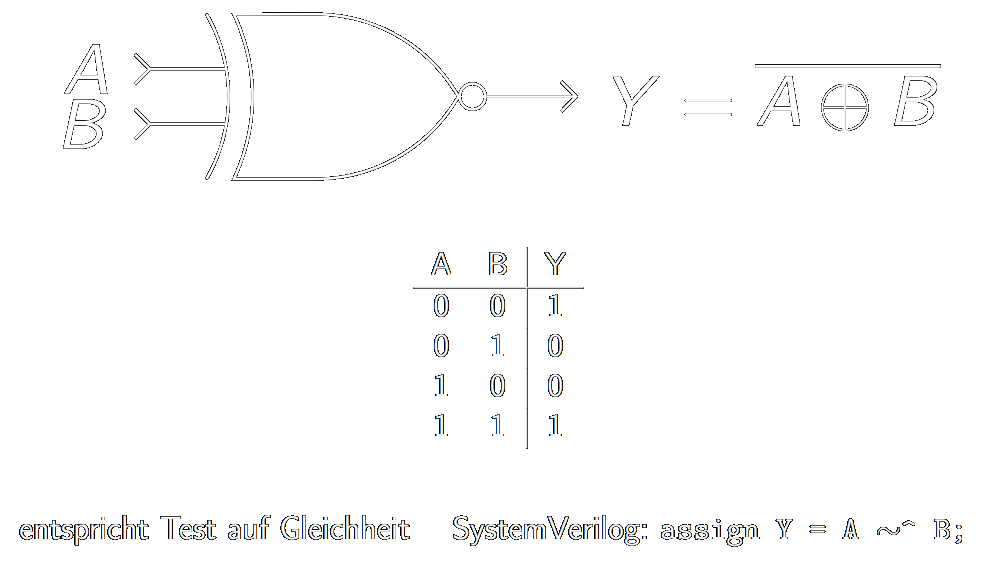 A
B
Y = \overline{A ⊕ B}
A B Y
0 0 1
0 1 0
1 0 0
1 1 1
entspricht Test auf Gleichheit SystemVerilog: assign Y = A ~^ B;